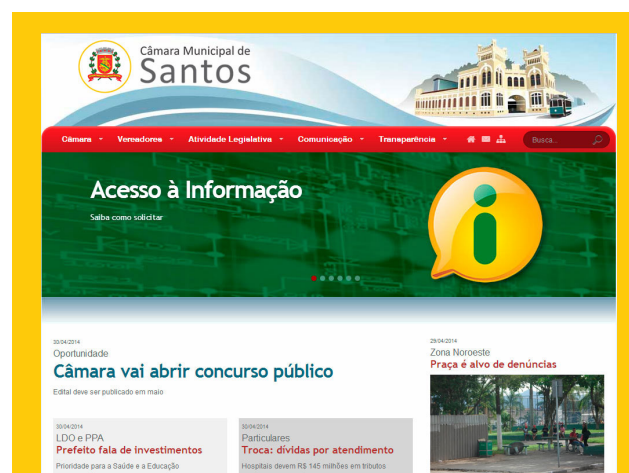 Câmara Municipal de
Santos
Câmara Vereadores Atividade Legislativa Comunicação Transparência Busca...
Acesso à Informação
Saiba como solicitar
i
30/04/2014
Oportunidade
Câmara vai abrir concurso público
Edital deve ser publicado em maio
29/04/2014
Zona Noroeste
Praça é alvo de denúncias
30/04/2014
LDO e PPA
Prefeito fala de investimentos
Prioridade para a Saúde e a Educação
30/04/2014
Particulares
Troca: dívidas por atendimento
Hospitais devem R$ 145 milhões em tributos